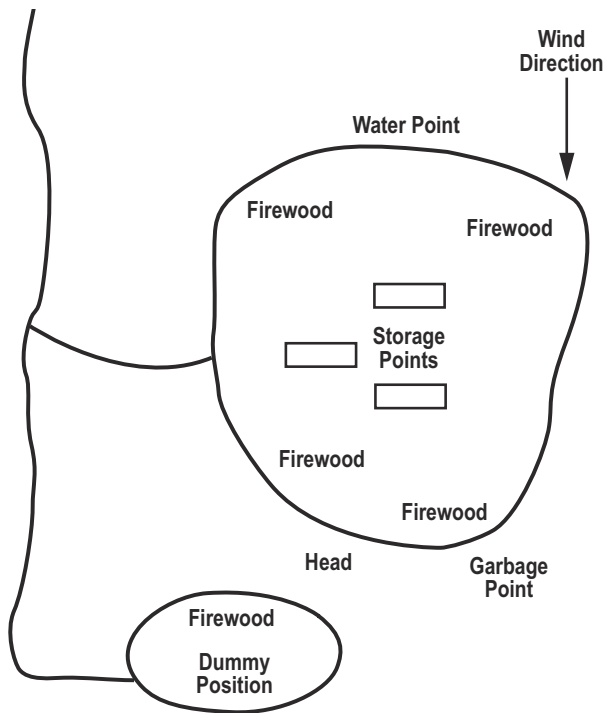 Wind
Direction
Water Point
Firewood
Firewood
Storage
Points
Firewood
Firewood
Head
Garbage
Point
Firewood
Dummy
Position